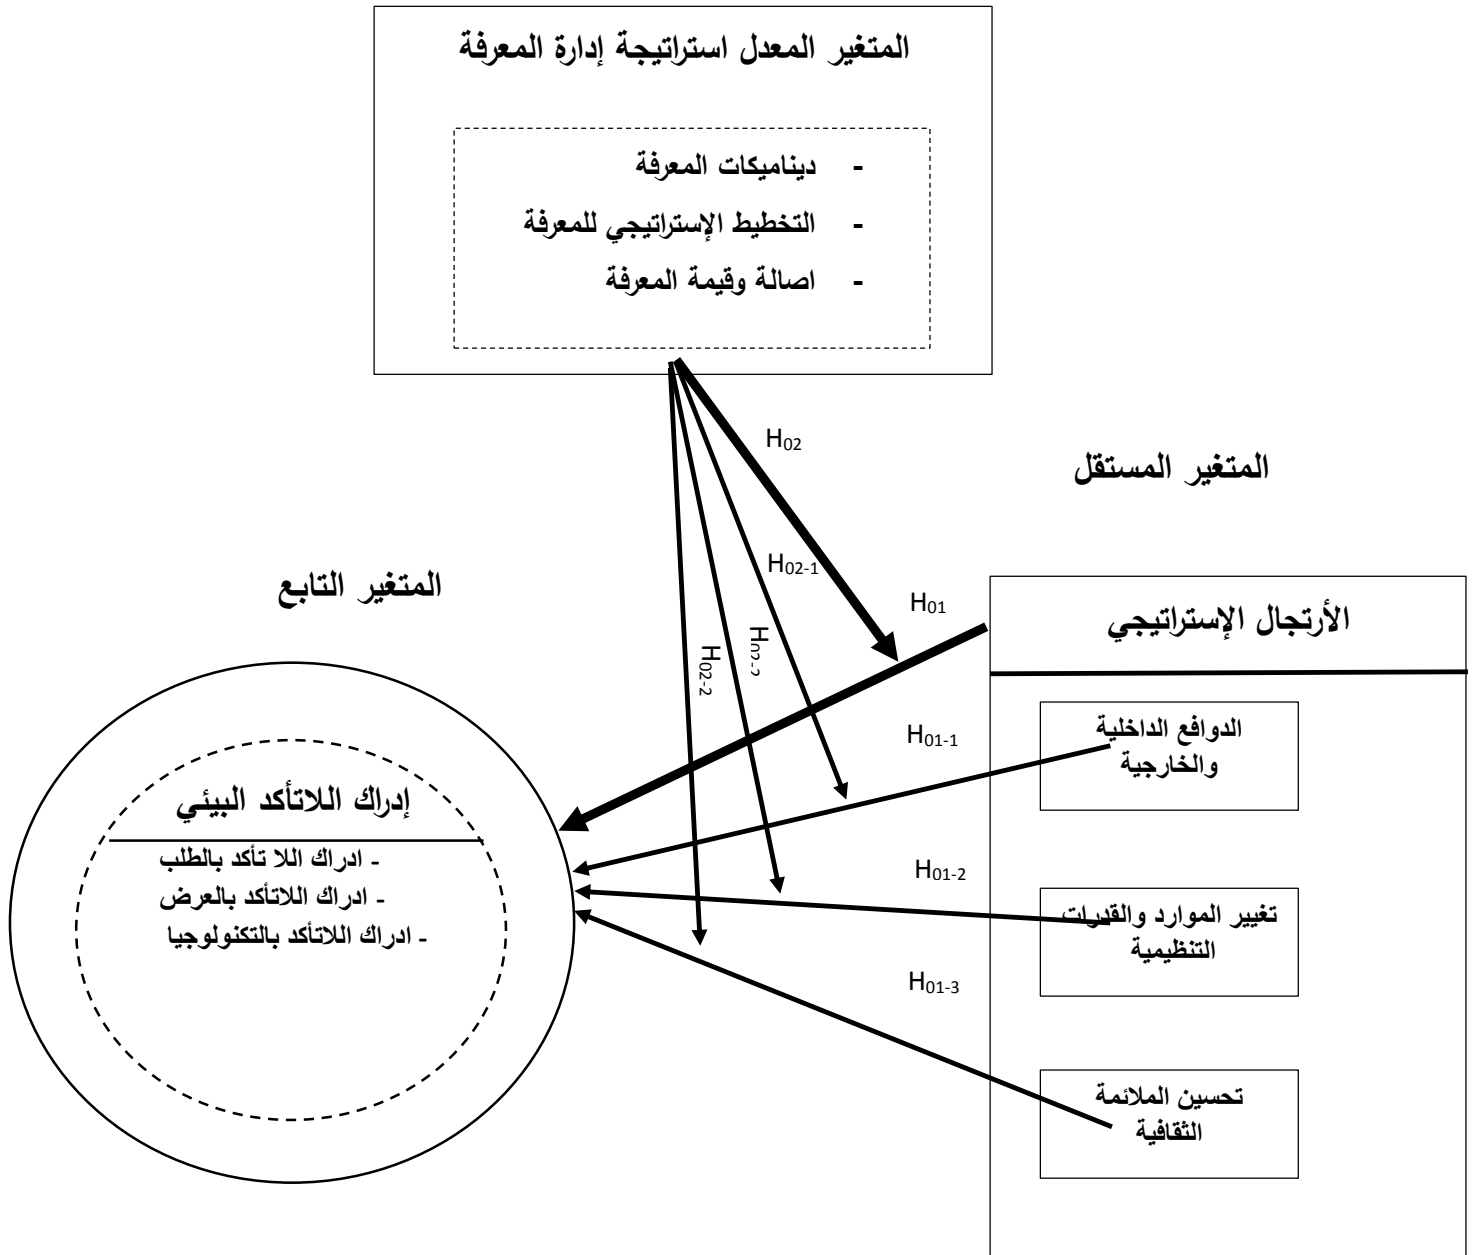 المتغير المعدل استراتيجة إدارة المعرفة
- ديناميكات المعرفة
- التخطيط الإستراتيجي للمعرفة
- اصالة وقيمة المعرفة
H02
المتغير المستقل
H02-1
المتغير التابع
H01
الأرتجال الإستراتيجي
H02-2
H02-2
الدوافع الداخلية
والخارجية
H01-1
إدراك اللاتأكد البيئي
- ادراك اللا تأكد بالطلب
- ادراك اللاتأكد بالعرض
- ادراك اللاتأكد بالتكنولوجيا
H01-2
تغيير الموارد والقدرات
التنظيمية
H01-3
تحسين الملائمة
الثقافية